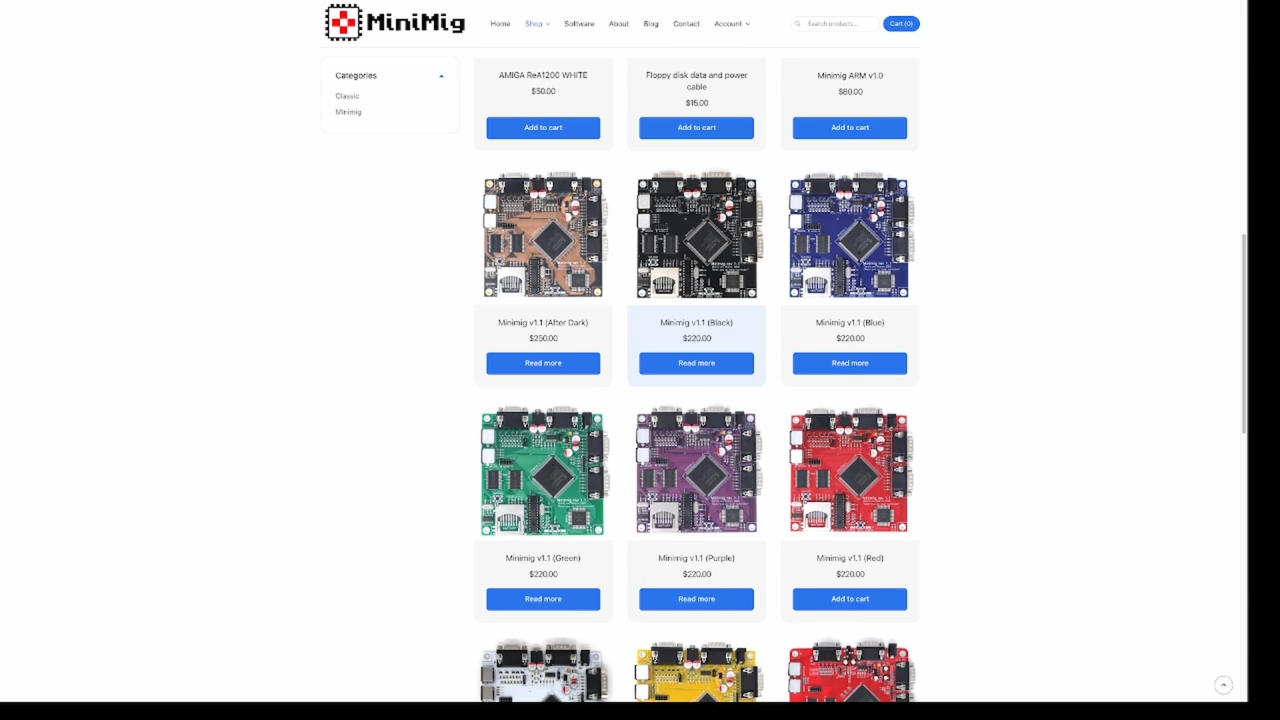 MiniMig
Home
Shop
Software
About
Blog
Contact
Account
Search products...
Cart (0)
Categories
Classic
Minimig
AMIGA ReA1200 WHITE
$50.00
Add to cart
Floppy disk data and power
cable
$15.00
Add to cart
Minimig ARM v1.0
$80.00
Add to cart
Minimig v1.1 (After Dark)
$250.00
Read more
Minimig v1.1 (Black)
$220.00
Read more
Minimig v1.1 (Blue)
$220.00
Read more
Minimig v1.1 (Green)
$220.00
Read more
Minimig v1.1 (Purple)
$220.00
Read more
Minimig v1.1 (Red)
$220.00
Add to cart